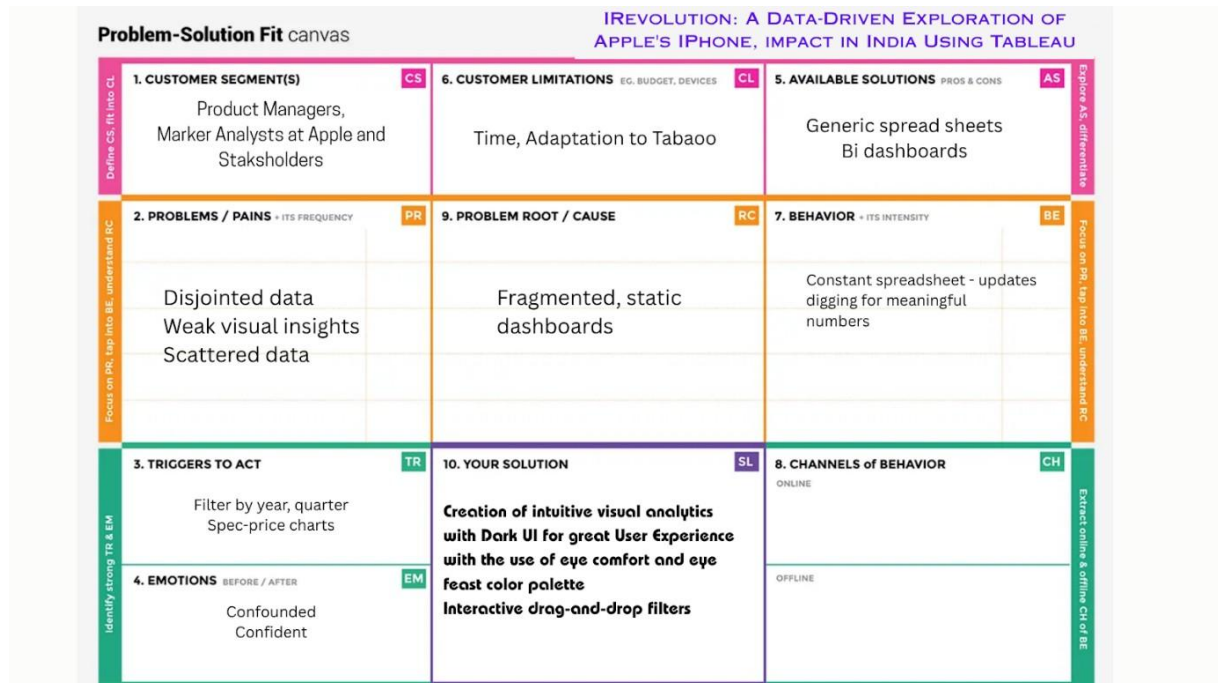 Problem-Solution Fit canvas
IRevolution: A Data-Driven Exploration of
Apple's IPhone, impact in India Using Tableau
Define CS, fit into CL
1. CUSTOMER SEGMENT(S)
CS
Product Managers,
Marker Analysts at Apple and
Staksholders
6. CUSTOMER LIMITATIONS EG. BUDGET, DEVICES
CL
Time, Adaptation to Tabaoo
5. AVAILABLE SOLUTIONS PROS & CONS
AS
Generic spread sheets
Bi dashboards
Explore AS, differentiate
Focus on PR, tap into BE, understand RC
2. PROBLEMS / PAINS + ITS FREQUENCY
PR
Disjointed data
Weak visual insights
Scattered data
9. PROBLEM ROOT / CAUSE
RC
Fragmented, static
dashboards
7. BEHAVIOR + ITS INTENSITY
BE
Constant spreadsheet - updates
digging for meaningful
numbers
Focus on PR, tap into BE, understand RC
Identify strong TR & EM
3. TRIGGERS TO ACT
TR
Filter by year, quarter
Spec-price charts
4. EMOTIONS BEFORE / AFTER
EM
Confounded
Confident
10. YOUR SOLUTION
SL
Creation of intuitive visual analytics
with Dark UI for great User Experience
with the use of eye comfort and eye
feast color palette
Interactive drag-and-drop filters
8. CHANNELS of BEHAVIOR
CH
ONLINE
OFFLINE
Extract online & offline CH of BE